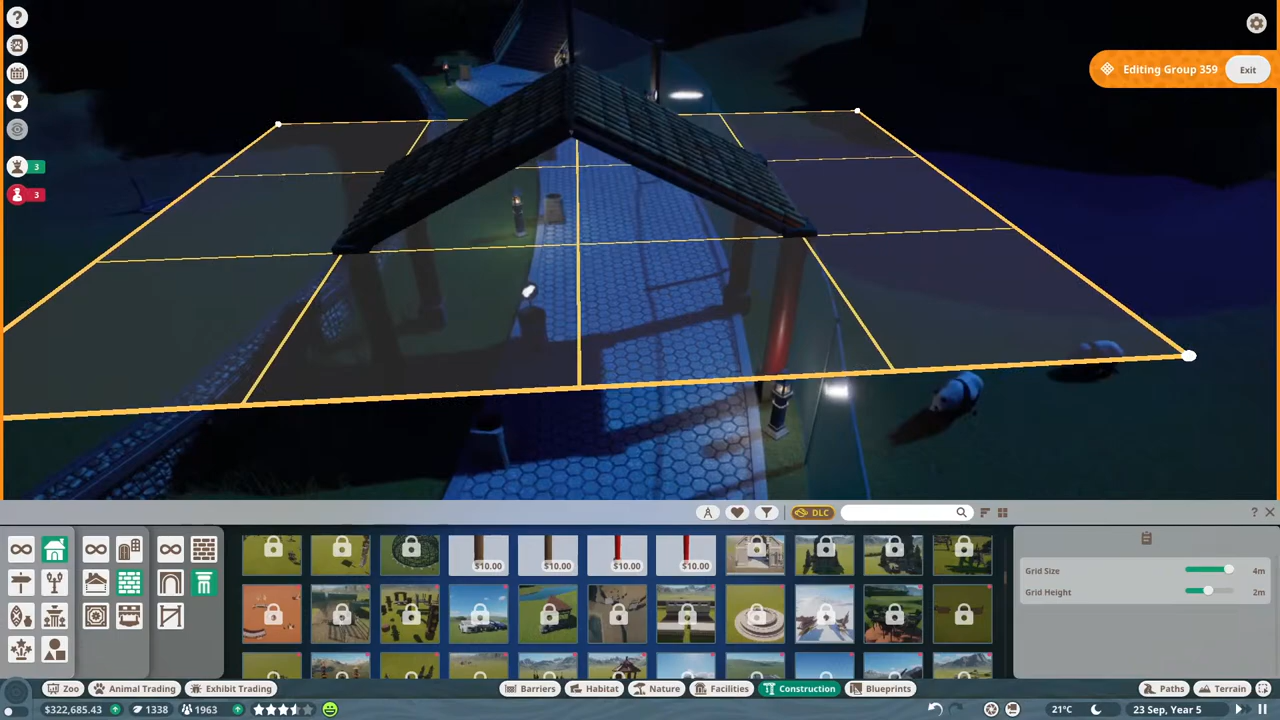 ?
Editing Group 359 Exit
3
3
DLC
? ×
$10.00 $10.00 $10.00 $10.00
Grid Size 4m
Grid Height 2m
Zoo Animal Trading Exhibit Trading Barriers Habitat Nature Facilities Construction Blueprints Paths Terrain
$322,685.43 1338 1963 21°C 23 Sep, Year 5